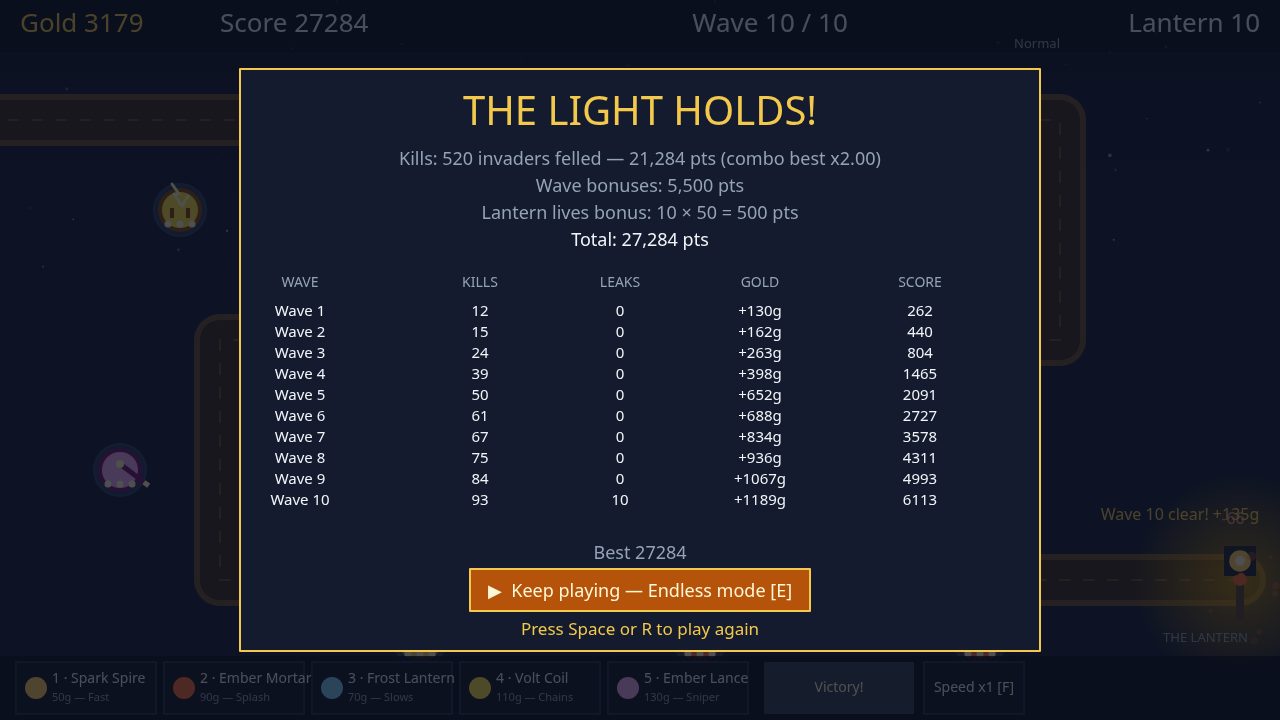 Gold 3179 Score 27284 Wave 10 / 10 Lantern 10
Normal
THE LIGHT HOLDS!
Kills: 520 invaders felled — 21,284 pts (combo best x2.00)
Wave bonuses: 5,500 pts
Lantern lives bonus: 10 × 50 = 500 pts
Total: 27,284 pts
WAVE KILLS LEAKS GOLD SCORE
Wave 1 12 0 +130g 262
Wave 2 15 0 +162g 440
Wave 3 24 0 +263g 804
Wave 4 39 0 +398g 1465
Wave 5 50 0 +652g 2091
Wave 6 61 0 +688g 2727
Wave 7 67 0 +834g 3578
Wave 8 75 0 +936g 4311
Wave 9 84 0 +1067g 4993
Wave 10 93 10 +1189g 6113
Wave 10 clear! +135g
Best 27284
▶ Keep playing — Endless mode [E]
Press Space or R to play again
THE LANTERN
1 · Spark Spire
50g — Fast
2 · Ember Mortar
90g — Splash
3 · Frost Lantern
70g — Slows
4 · Volt Coil
110g — Chains
5 · Ember Lance
130g — Sniper
Victory!
Speed x1 [F]